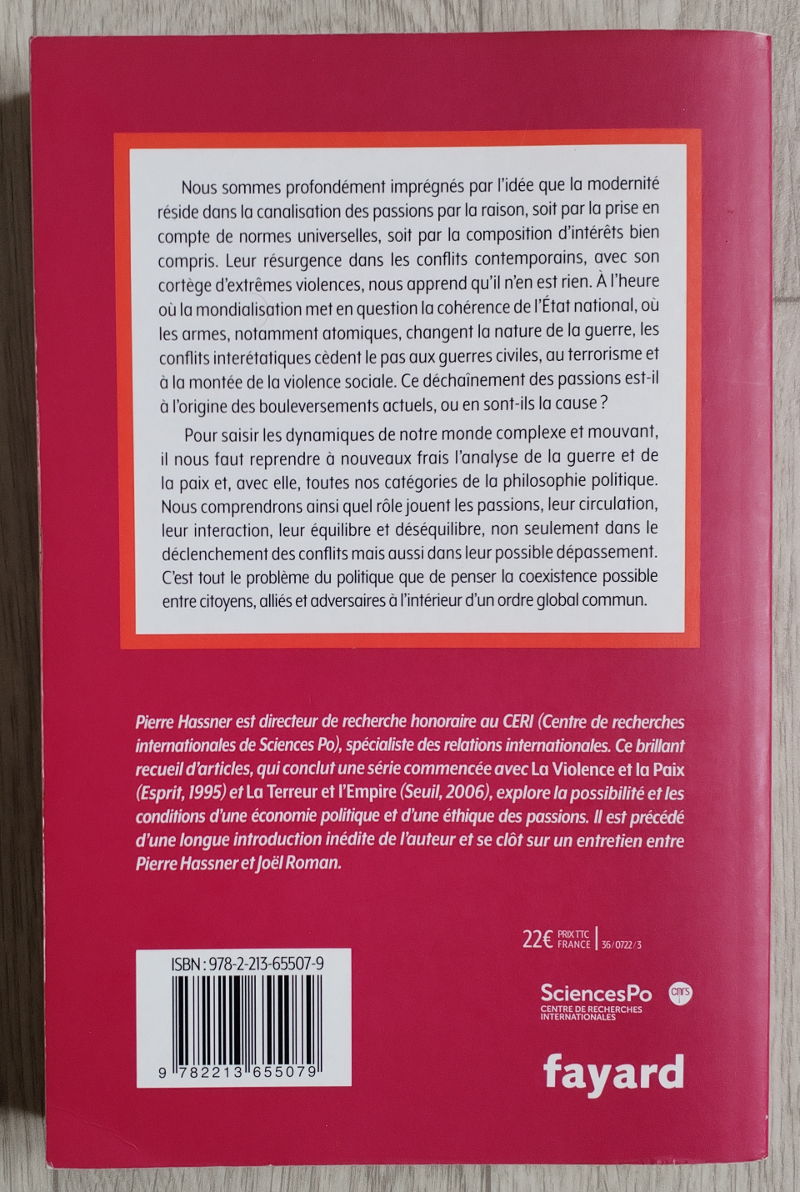 Nous sommes profondément imprégnés par l'idée que la modernité
réside dans la canalisation des passions par la raison, soit par la prise en
compte de normes universelles, soit par la composition d'intérêts bien
compris. Leur résurgence dans les conflits contemporains, avec son
cortège d'extrêmes violences, nous apprend qu'il n'en est rien. À l'heure
où la mondialisation met en question la cohérence de l'État national, où
les armes, notamment atomiques, changent la nature de la guerre, les
conflits interétatiques cèdent le pas aux guerres civiles, au terrorisme et
à la montée de la violence sociale. Ce déchaînement des passions est-il
à l'origine des bouleversements actuels, ou en sont-ils la cause ?
Pour saisir les dynamiques de notre monde complexe et mouvant,
il nous faut reprendre à nouveaux frais l'analyse de la guerre et de
la paix et, avec elle, toutes nos catégories de la philosophie politique.
Nous comprendrons ainsi quel rôle jouent les passions, leur circulation,
leur interaction, leur équilibre et déséquilibre, non seulement dans le
déclenchement des conflits mais aussi dans leur possible dépassement.
C'est tout le problème du politique que de penser la coexistence possible
entre citoyens, alliés et adversaires à l'intérieur d'un ordre global commun.
Pierre Hassner est directeur de recherche honoraire au CERI (Centre de recherches
internationales de Sciences Po), spécialiste des relations internationales. Ce brillant
recueil d'articles, qui conclut une série commencée avec La Violence et la Paix
(Esprit, 1995) et La Terreur et l'Empire (Seuil, 2006), explore la possibilité et les
conditions d'une économie politique et d'une éthique des passions. Il est précédé
d'une longue introduction inédite de l'auteur et se clôt sur un entretien entre
Pierre Hassner et Joël Roman.
22€ PRIX TTC FRANCE 36/0722/3
ISBN : 978-2-213-65507-9
9 782213 655079
SciencesPo
CENTRE DE RECHERCHES
INTERNATIONALES
cnrs
fayard